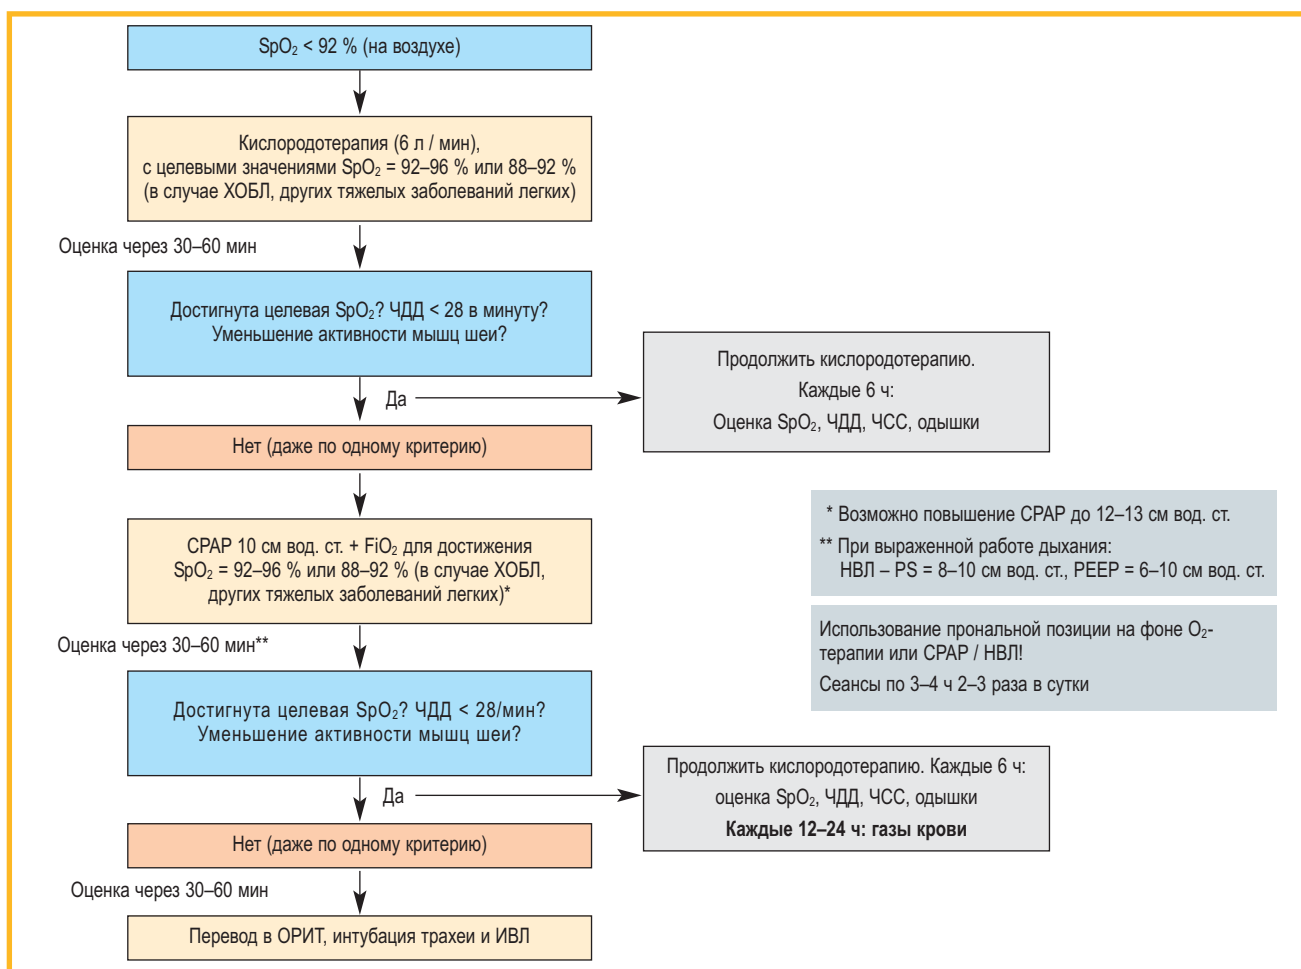 SpO₂ < 92 % (на воздухе)
Кислородотерапия (6 л / мин),
с целевыми значениями SpO₂ = 92–96 % или 88–92 %
(в случае ХОБЛ, других тяжелых заболеваний легких)
Оценка через 30–60 мин
Достигнута целевая SpO₂? ЧДД < 28 в минуту?
Уменьшение активности мышц шеи?
Да
Продолжить кислородотерапию.
Каждые 6 ч:
Оценка SpO₂, ЧДД, ЧСС, одышки
Нет (даже по одному критерию)
CPAP 10 см вод. ст. + FiO₂ для достижения
SpO₂ = 92–96 % или 88–92 % (в случае ХОБЛ,
других тяжелых заболеваний легких)*
* Возможно повышение CPAP до 12–13 см вод. ст.
** При выраженной работе дыхания:
НВЛ – PS = 8–10 см вод. ст., PEEP = 6–10 см вод. ст.
Использование прональной позиции на фоне O₂-
терапии или CPAP / НВЛ!
Сеансы по 3–4 ч 2–3 раза в сутки
Оценка через 30–60 мин**
Достигнута целевая SpO₂? ЧДД < 28/мин?
Уменьшение активности мышц шеи?
Да
Продолжить кислородотерапию. Каждые 6 ч:
оценка SpO₂, ЧДД, ЧСС, одышки
Каждые 12–24 ч: газы крови
Нет (даже по одному критерию)
Оценка через 30–60 мин
Перевод в ОРИТ, интубация трахеи и ИВЛ